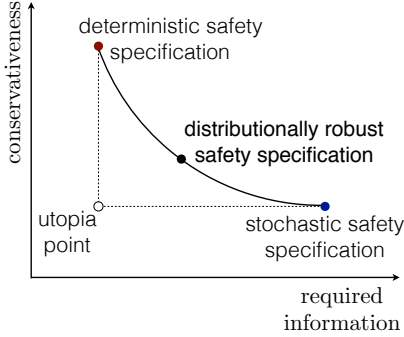 conservativeness
deterministic safety
specification
distributionally robust
safety specification
utopia
point
stochastic safety
specification
required
information